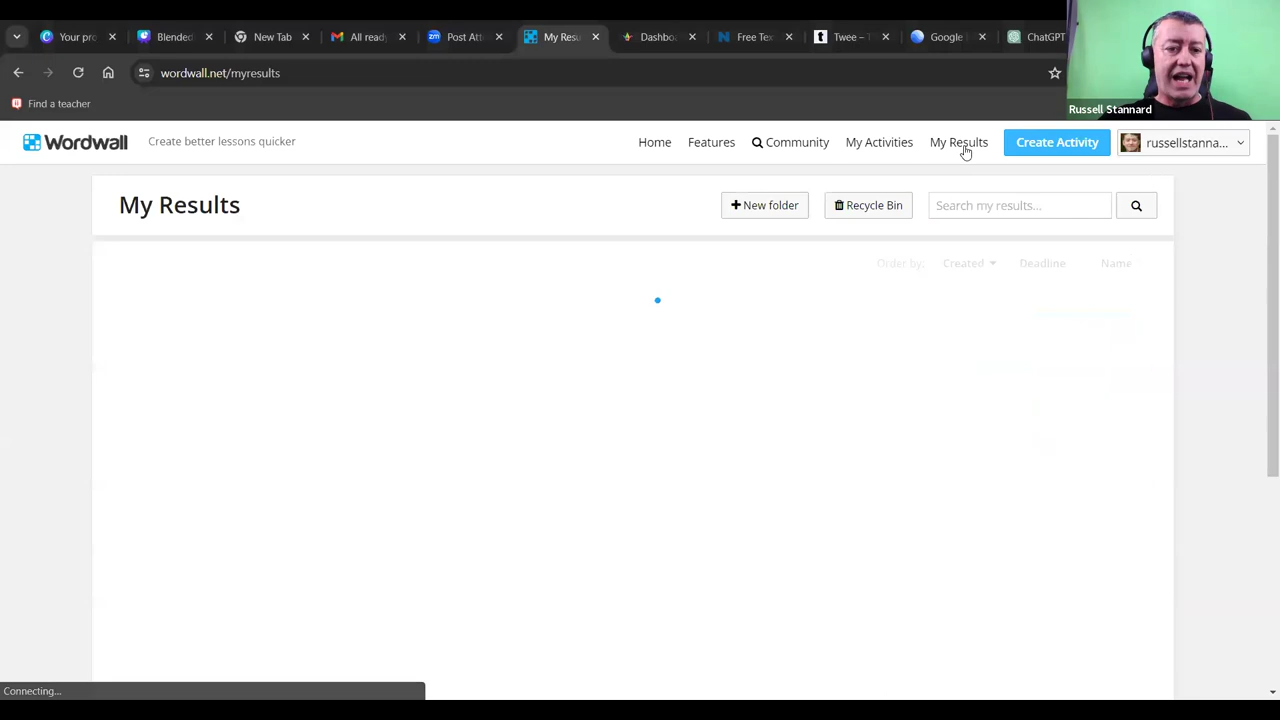 Your pro
Blended
New Tab
All read
Post Att
My Resu
Dashbo
Free Tex
Twee –
Google
ChatGPT
wordwall.net/myresults
Find a teacher
Russell Stannard
Wordwall
Create better lessons quicker
Home
Features
Community
My Activities
My Results
Create Activity
russellstanna...
My Results
New folder
Recycle Bin
Search my results...
Order by:
Created
Deadline
Name
Connecting...